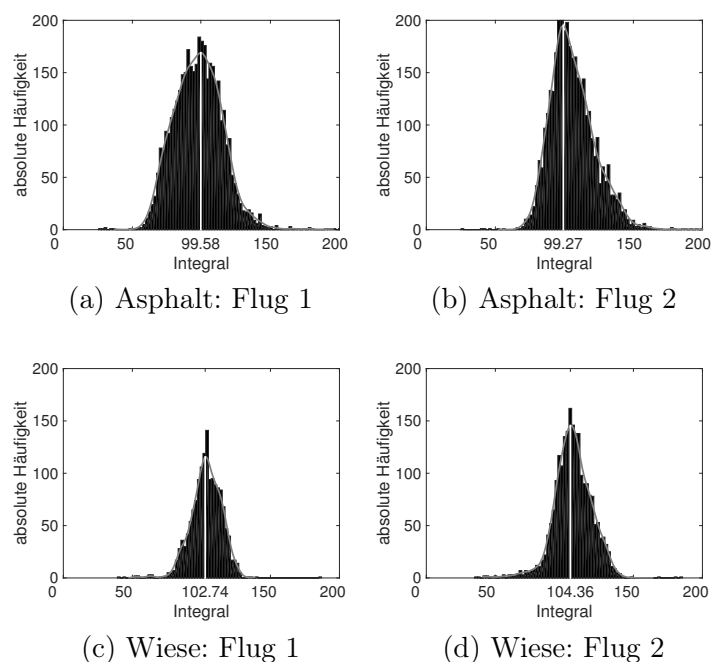 200
150
100
50
0
absolute Häufigkeit
0 50 99.58 150 200
Integral
(a) Asphalt: Flug 1
200
150
100
50
0
absolute Häufigkeit
0 50 99.27 150 200
Integral
(b) Asphalt: Flug 2
200
150
100
50
0
absolute Häufigkeit
0 50 102.74 150 200
Integral
(c) Wiese: Flug 1
200
150
100
50
0
absolute Häufigkeit
0 50 104.36 150 200
Integral
(d) Wiese: Flug 2